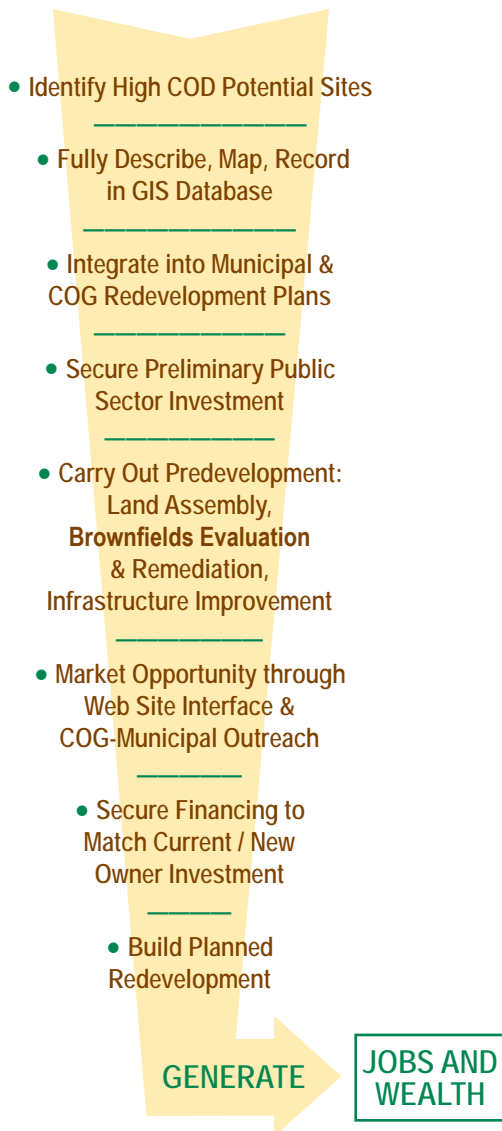 • Identify High COD Potential Sites
• Fully Describe, Map, Record
in GIS Database
• Integrate into Municipal &
COG Redevelopment Plans
• Secure Preliminary Public
Sector Investment
• Carry Out Predevelopment:
Land Assembly,
Brownfields Evaluation
& Remediation,
Infrastructure Improvement
• Market Opportunity through
Web Site Interface &
COG-Municipal Outreach
• Secure Financing to
Match Current / New
Owner Investment
• Build Planned
Redevelopment
GENERATE
JOBS AND
WEALTH